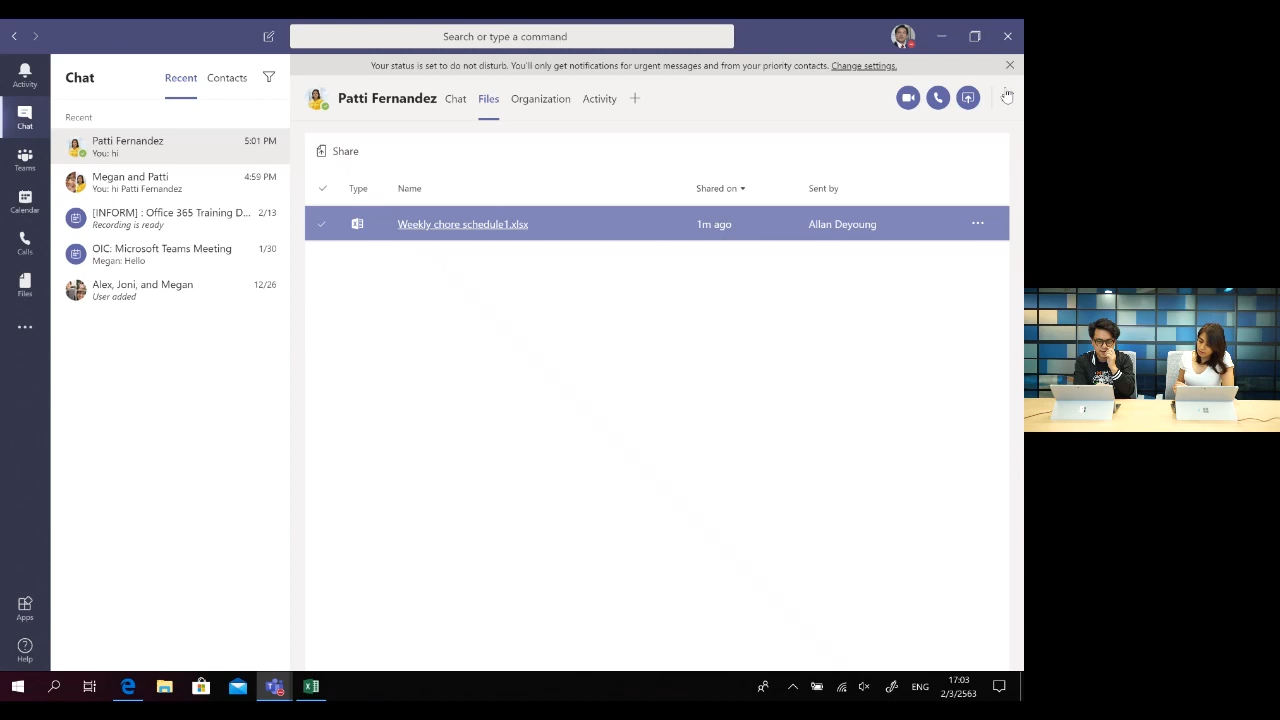 Search or type a command
Your status is set to do not disturb. You'll only get notifications for urgent messages and from your priority contacts. Change settings.
Activity
Chat
Teams
Calendar
Calls
Files
Apps
Help
Chat
Recent
Contacts
Recent
Patti Fernandez 5:01 PM
You: hi
Megan and Patti 4:59 PM
You: hi Patti Fernandez
[INFORM] : Office 365 Training D... 2/13
Recording is ready
OIC: Microsoft Teams Meeting 1/30
Megan: Hello
Alex, Joni, and Megan 12/26
User added
Patti Fernandez Chat Files Organization Activity
Share
Type Name Shared on Sent by
Weekly chore schedule1.xlsx 1m ago Allan Deyoung
ENG
17:03
2/3/2563